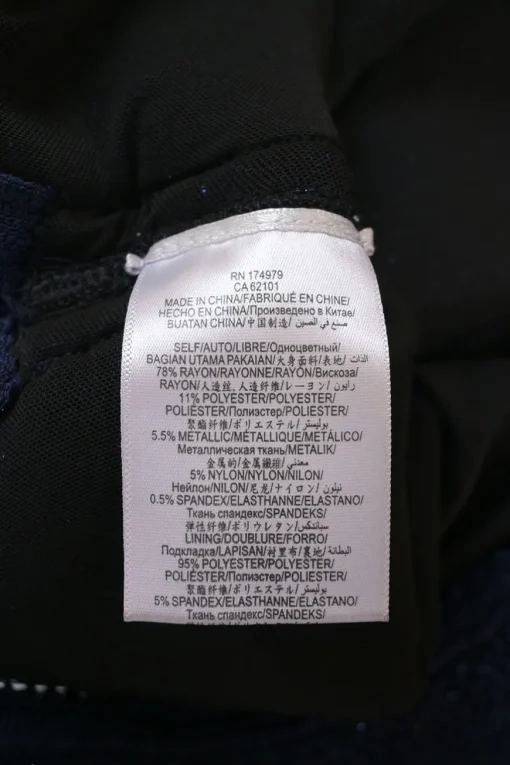 RN 174979
CA 62101
MADE IN CHINA/FABRIQUÉ EN CHINE/
HECHO EN CHINA/Произведено в Китае/
BUATAN CHINA/中国制造/ صنع في الصين
SELF/AUTO/LIBRE/Одноцветный/
BAGIAN UTAMA PAKAIAN/大身面料/表地/ الذات
78% RAYON/RAYONNE/RAYÓN/Вискоза/
RAYON/人造丝, 人造纤维/レーヨン/ رايون
11% POLYESTER/POLYESTER/
POLIÉSTER/Полиэстер/POLIESTER/
聚酯纤维/ポリエステル/ بوليستر
5.5% METALLIC/MÉTALLIQUE/METÁLICO/
Металлическая ткань/METALIK/
金属的/金属繊維/ معدني
5% NYLON/NYLON/NILON/
Нейлон/NILON/尼龙/ナイロン/ نيلون
0.5% SPANDEX/ELASTHANNE/ELASTANO/
Ткань спандекс/SPANDEKS/
弹性纤维/ポリウレタン/ سباندكس
LINING/DOUBLURE/FORRO/
Подкладка/LAPISAN/衬里布/裏地/ البطانة
95% POLYESTER/POLYESTER/
POLIÉSTER/Полиэстер/POLIESTER/
聚酯纤维/ポリエステル/ بوليستر
5% SPANDEX/ELASTHANNE/ELASTANO/
Ткань спандекс/SPANDEKS/